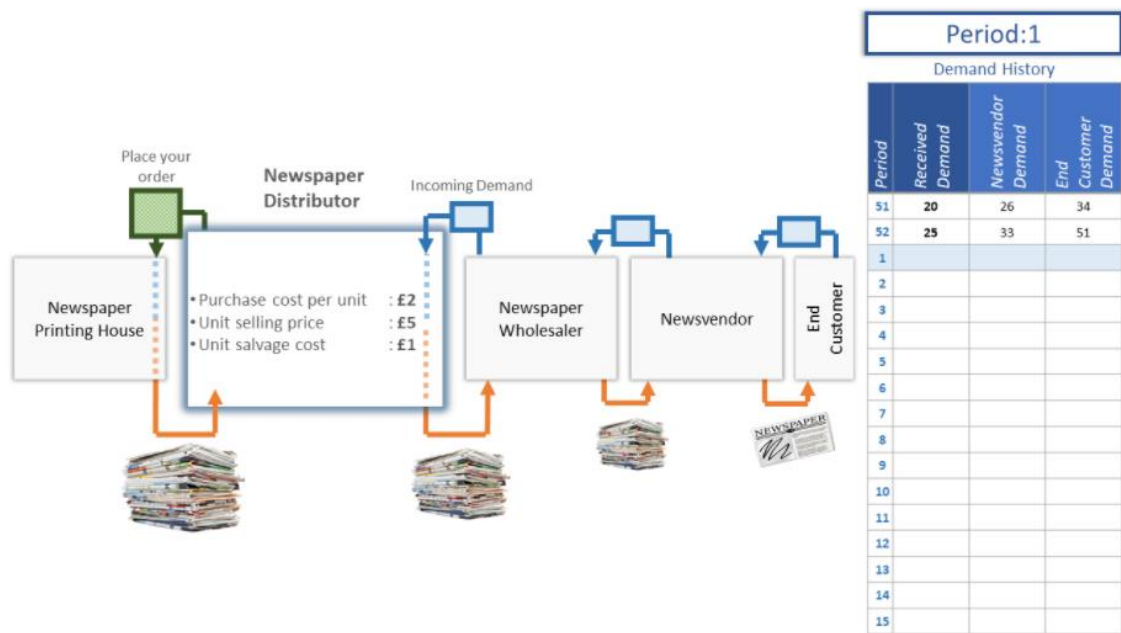 Period:1
Demand History
Period
Received Demand
Newsvendor Demand
End Customer Demand
51 20 26 34
52 25 33 51
1
2
3
4
5
6
7
8
9
10
11
12
13
14
15
Place your
order
Newspaper
Distributor
Incoming Demand
Newspaper
Printing House
•Purchase cost per unit : £2
•Unit selling price : £5
•Unit salvage cost : £1
Newspaper
Wholesaler
Newsvendor
End
Customer
NEWSPAPER